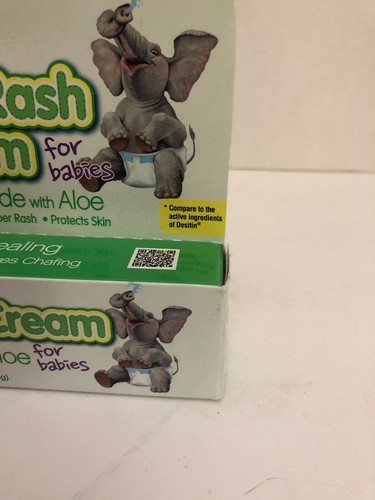 Rash
m for
babies
de with Aloe
per Rash • Protects Skin
* Compare to the
active ingredients
of Desitin®
ealing
es Chafing
Cream
loe for
babies
g)